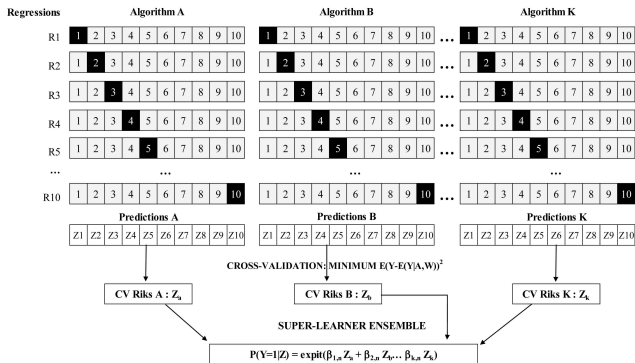 Regressions Algorithm A Algorithm B Algorithm K
R1 1 2 3 4 5 6 7 8 9 10 1 2 3 4 5 6 7 8 9 10 ... 1 2 3 4 5 6 7 8 9 10
R2 1 2 3 4 5 6 7 8 9 10 1 2 3 4 5 6 7 8 9 10 ... 1 2 3 4 5 6 7 8 9 10
R3 1 2 3 4 5 6 7 8 9 10 1 2 3 4 5 6 7 8 9 10 ... 1 2 3 4 5 6 7 8 9 10
R4 1 2 3 4 5 6 7 8 9 10 1 2 3 4 5 6 7 8 9 10 ... 1 2 3 4 5 6 7 8 9 10
R5 1 2 3 4 5 6 7 8 9 10 1 2 3 4 5 6 7 8 9 10 ... 1 2 3 4 5 6 7 8 9 10
... ... ... ...
R10 1 2 3 4 5 6 7 8 9 10 1 2 3 4 5 6 7 8 9 10 ... 1 2 3 4 5 6 7 8 9 10
Predictions A Predictions B Predictions K
Z1 Z2 Z3 Z4 Z5 Z6 Z7 Z8 Z9 Z10 Z1 Z2 Z3 Z4 Z5 Z6 Z7 Z8 Z9 Z10 Z1 Z2 Z3 Z4 Z5 Z6 Z7 Z8 Z9 Z10
CROSS-VALIDATION: MINIMUM E(Y-E(Y|A,W))²
CV Riks A : Zₐ CV Riks B : Z_b CV Riks K : Zₖ
SUPER-LEARNER ENSEMBLE
P(Y=1|Z) = expit(β₁,ₙ Zₐ + β₂,ₙ Z_b... βₖ,ₙ Zₖ)